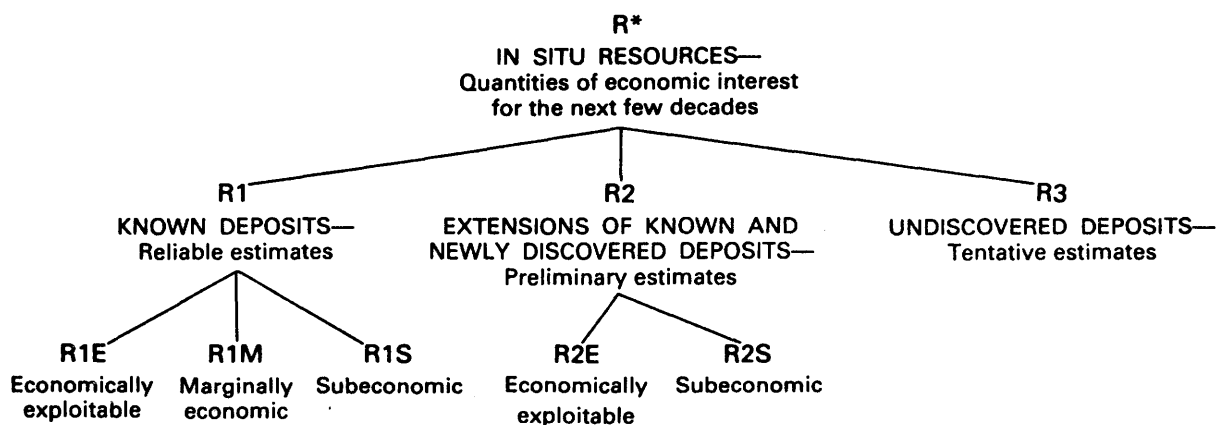 R*
IN SITU RESOURCES—
Quantities of economic interest
for the next few decades
R1
KNOWN DEPOSITS—
Reliable estimates
R2
EXTENSIONS OF KNOWN AND
NEWLY DISCOVERED DEPOSITS—
Preliminary estimates
R3
UNDISCOVERED DEPOSITS—
Tentative estimates
R1E
Economically
exploitable
R1M
Marginally
economic
R1S
Subeconomic
R2E
Economically
exploitable
R2S
Subeconomic